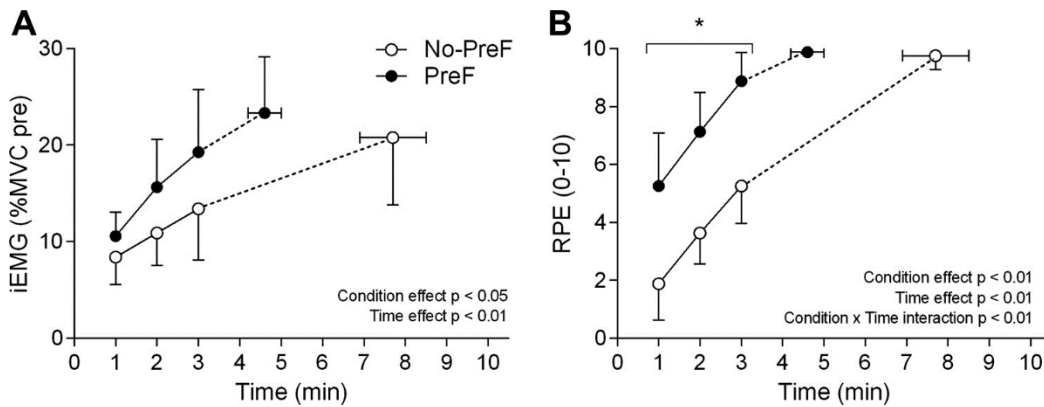 A
No-PreF
PreF
30
20
10
0
iEMG (%MVC pre)
Condition effect p < 0.05
Time effect p < 0.01
0 1 2 3 4 5 6 7 8 9 10
Time (min)
B
*
10
8
6
4
2
0
RPE (0-10)
Condition effect p < 0.01
Time effect p < 0.01
Condition x Time interaction p < 0.01
0 1 2 3 4 5 6 7 8 9 10
Time (min)